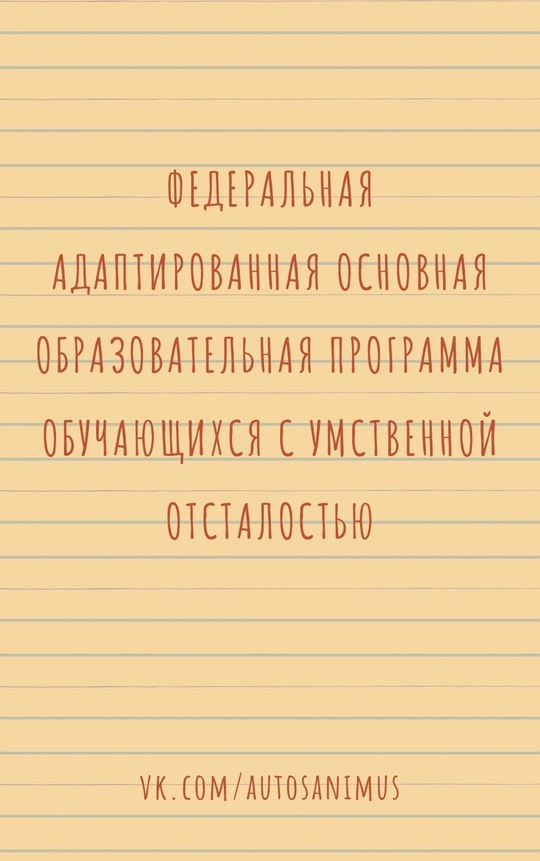 ФЕДЕРАЛЬНАЯ
АДАПТИРОВАННАЯ ОСНОВНАЯ
ОБРАЗОВАТЕЛЬНАЯ ПРОГРАММА
ОБУЧАЮЩИХСЯ С УМСТВЕННОЙ
ОТСТАЛОСТЬЮ
VK.COM/AUTOSANIMUS